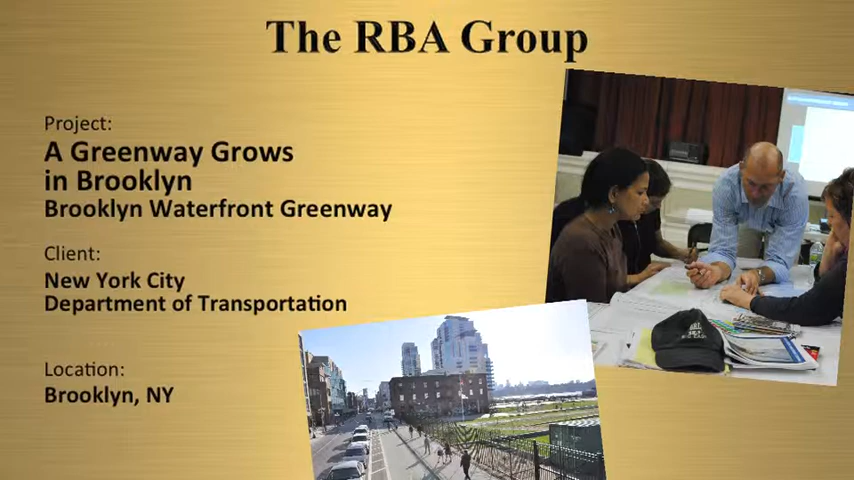 The RBA Group
Project:
A Greenway Grows
in Brooklyn
Brooklyn Waterfront Greenway
Client:
New York City
Department of Transportation
Location:
Brooklyn, NY